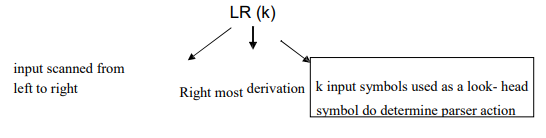 LR (k)
input scanned from
left to right
Right most derivation
k input symbols used as a look- head
symbol do determine parser action